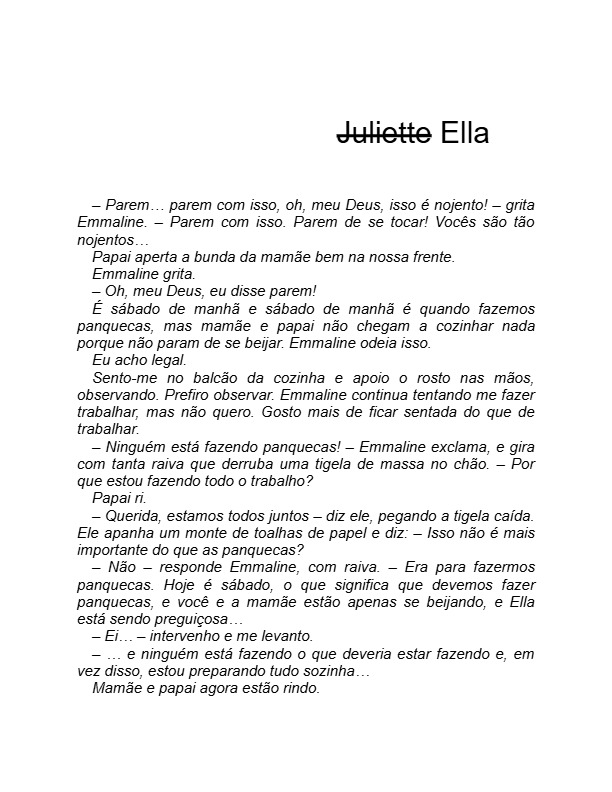 Juliette Ella
– Parem… parem com isso, oh, meu Deus, isso é nojento! – grita
Emmaline. – Parem com isso. Parem de se tocar! Vocês são tão
nojentos…
Papai aperta a bunda da mamãe bem na nossa frente.
Emmaline grita.
– Oh, meu Deus, eu disse parem!
É sábado de manhã e sábado de manhã é quando fazemos
panquecas, mas mamãe e papai não chegam a cozinhar nada
porque não param de se beijar. Emmaline odeia isso.
Eu acho legal.
Sento-me no balcão da cozinha e apoio o rosto nas mãos,
observando. Prefiro observar. Emmaline continua tentando me fazer
trabalhar, mas não quero. Gosto mais de ficar sentada do que de
trabalhar.
– Ninguém está fazendo panquecas! – Emmaline exclama, e gira
com tanta raiva que derruba uma tigela de massa no chão. – Por
que estou fazendo todo o trabalho?
Papai ri.
– Querida, estamos todos juntos – diz ele, pegando a tigela caída.
Ele apanha um monte de toalhas de papel e diz: – Isso não é mais
importante do que as panquecas?
– Não – responde Emmaline, com raiva. – Era para fazermos
panquecas. Hoje é sábado, o que significa que devemos fazer
panquecas, e você e a mamãe estão apenas se beijando, e Ella
está sendo preguiçosa…
– Ei… – intervenho e me levanto.
– … e ninguém está fazendo o que deveria estar fazendo e, em
vez disso, estou preparando tudo sozinha…
Mamãe e papai agora estão rindo.